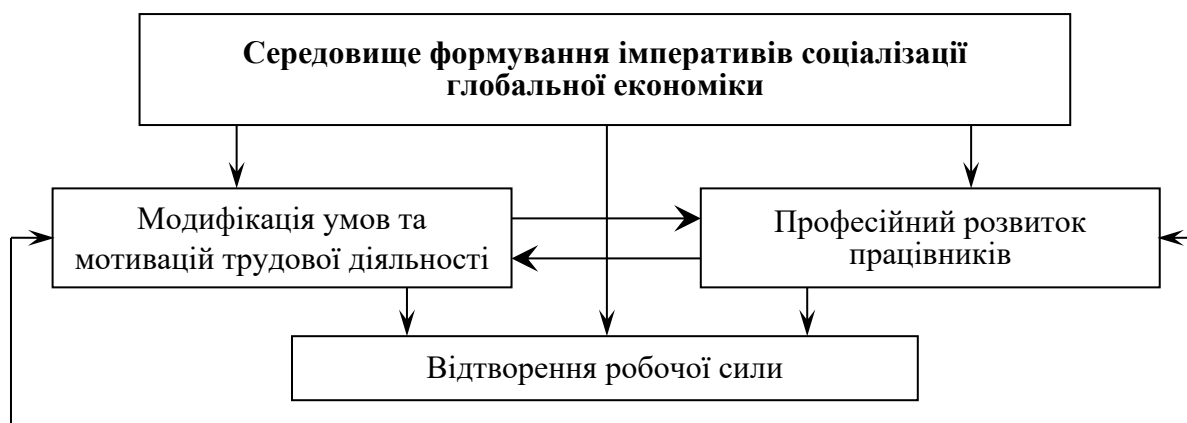 Середовище формування імперативів соціалізації
глобальної економіки
Модифікація умов та
мотивацій трудової діяльності
Професійний розвиток
працівників
Відтворення робочої сили